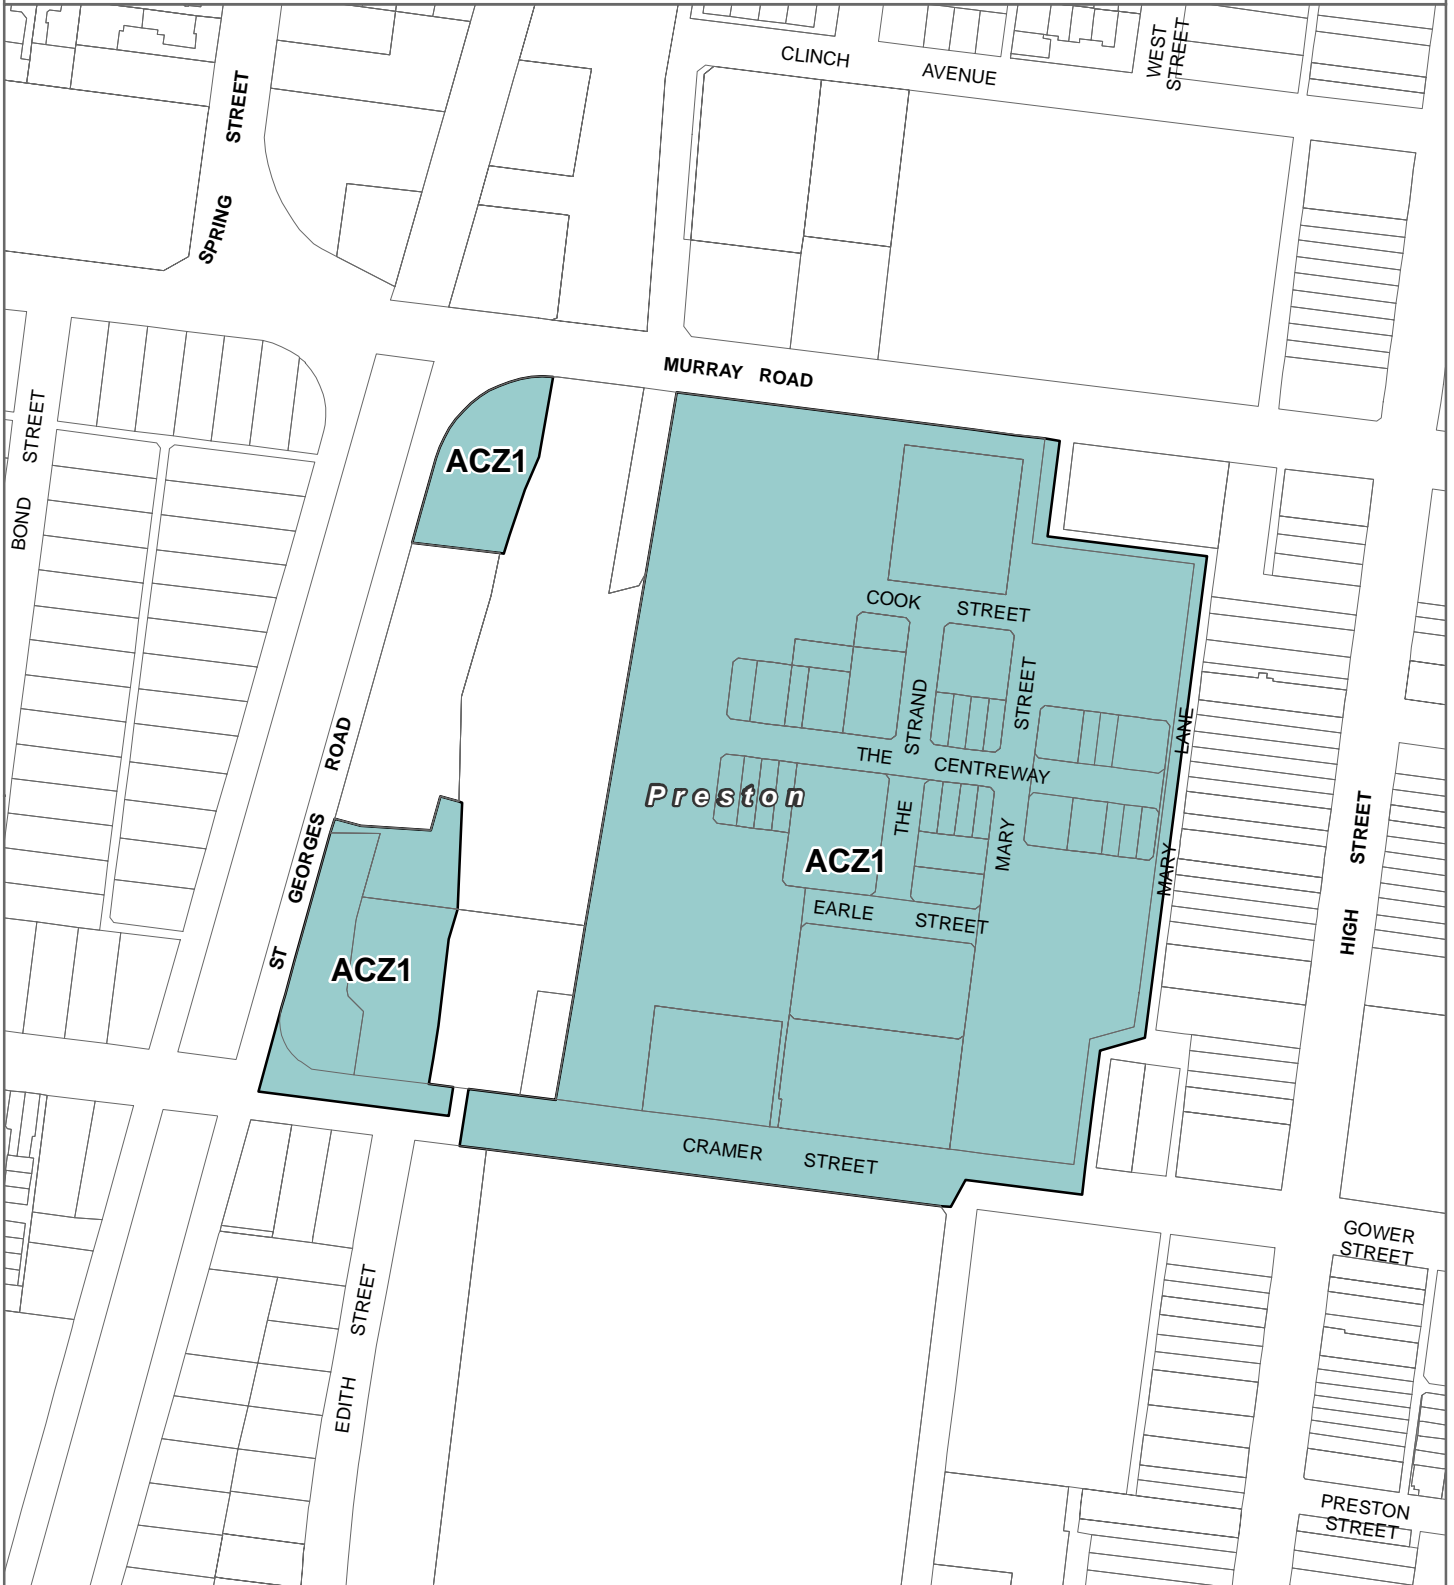 CLINCH
AVENUE
WEST
STREET
SPRING STREET
MURRAY ROAD
BOND STREET
ACZ1
COOK STREET
THE STRAND
MARY STREET
THE CENTREWAY
MARY LANE
Preston
ACZ1
EARLE STREET
ST GEORGES ROAD
ACZ1
HIGH STREET
CRAMER STREET
EDITH STREET
GOWER
STREET
PRESTON
STREET